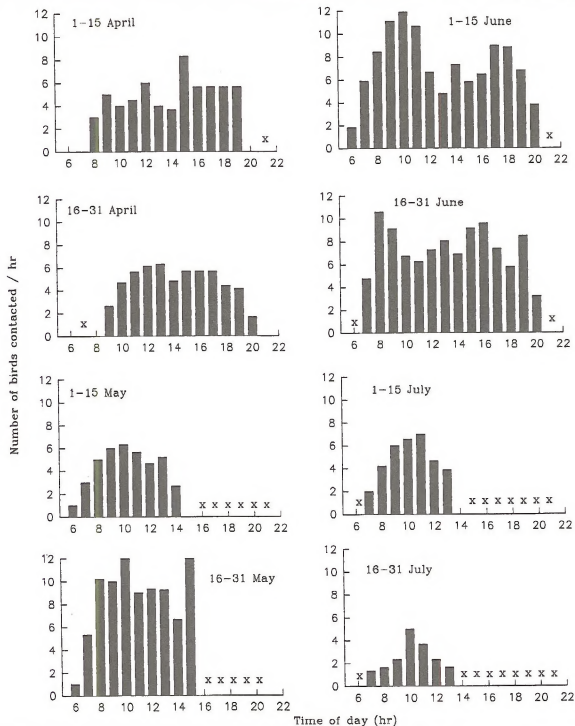 Number of birds contacted / hr
1-15 April
12
10
8
6
4
2
0
x
6 8 10 12 14 16 18 20 22
1-15 June
12
10
8
6
4
2
0
x
6 8 10 12 14 16 18 20 22
16-31 April
12
10
8
6
4
2
0
x
6 8 10 12 14 16 18 20 22
16-31 June
12
10
8
6
4
2
0
x x
6 8 10 12 14 16 18 20 22
1-15 May
12
10
8
6
4
2
0
x x x x x x
6 8 10 12 14 16 18 20 22
1-15 July
12
10
8
6
4
2
0
x x x x x x x x
6 8 10 12 14 16 18 20 22
16-31 May
12
10
8
6
4
2
0
x x x x x
6 8 10 12 14 16 18 20 22
16-31 July
12
10
8
6
4
2
0
x x x x x x x x x
6 8 10 12 14 16 18 20 22
Time of day (hr)